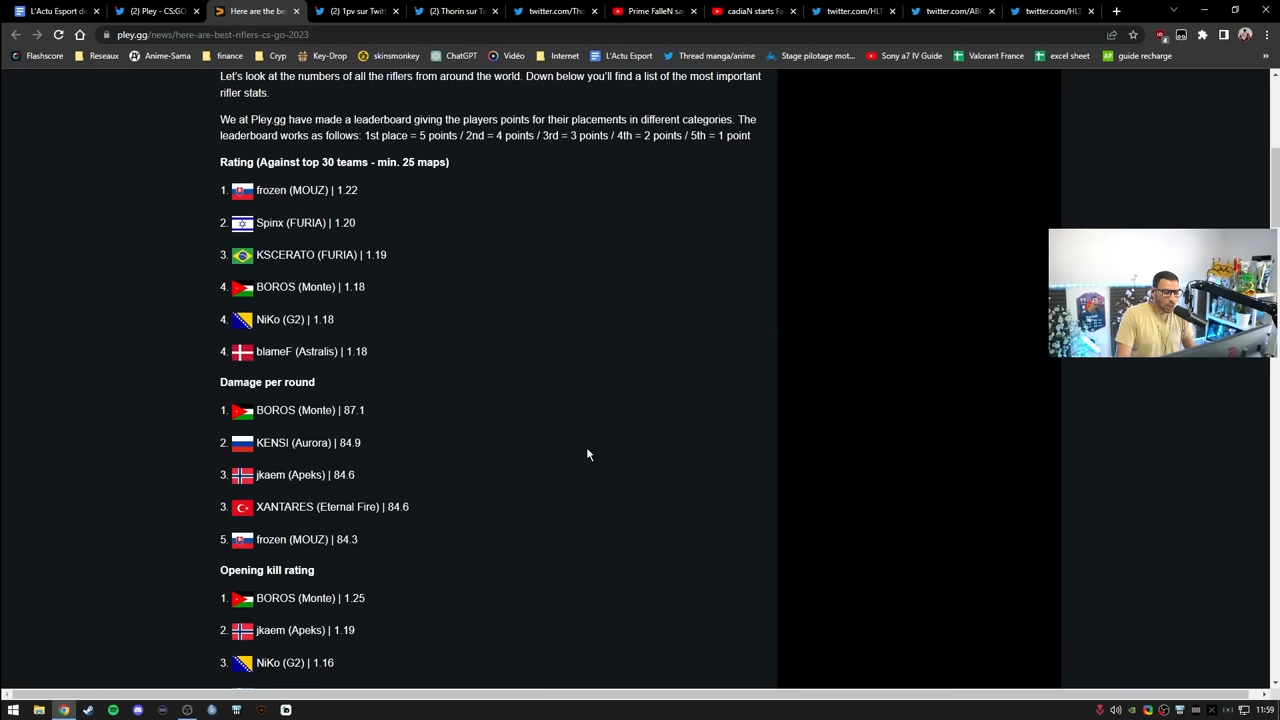 L'Actu Esport de
(2) Pley - CS:GO
Here are the be
(2) 1pv sur Twitt
(2) Thorin sur Tw
twitter.com/Tho
Prime FalleN sa
cadiaN starts Fa
twitter.com/HLT
twitter.com/ABC
twitter.com/HLT
pley.gg/news/here-are-best-riflers-cs-go-2023
Flashscore
Reseaux
Anime-Sama
finance
Cryp
Key-Drop
skinsmonkey
ChatGPT
Vidéo
Internet
L'Actu Esport
Thread manga/anime
Stage pilotage mot...
Sony a7 IV Guide
Valorant France
excel sheet
guide recharge
Let's look at the numbers of all the riflers from around the world. Down below you'll find a list of the most important
rifler stats.
We at Pley.gg have made a leaderboard giving the players points for their placements in different categories. The
leaderboard works as follows: 1st place = 5 points / 2nd = 4 points / 3rd = 3 points / 4th = 2 points / 5th = 1 point
Rating (Against top 30 teams - min. 25 maps)
1. frozen (MOUZ) | 1.22
2. Spinx (FURIA) | 1.20
3. KSCERATO (FURIA) | 1.19
4. BOROS (Monte) | 1.18
4. NiKo (G2) | 1.18
4. blameF (Astralis) | 1.18
Damage per round
1. BOROS (Monte) | 87.1
2. KENSI (Aurora) | 84.9
3. jkaem (Apeks) | 84.6
3. XANTARES (Eternal Fire) | 84.6
5. frozen (MOUZ) | 84.3
Opening kill rating
1. BOROS (Monte) | 1.25
2. jkaem (Apeks) | 1.19
3. NiKo (G2) | 1.16
11:59